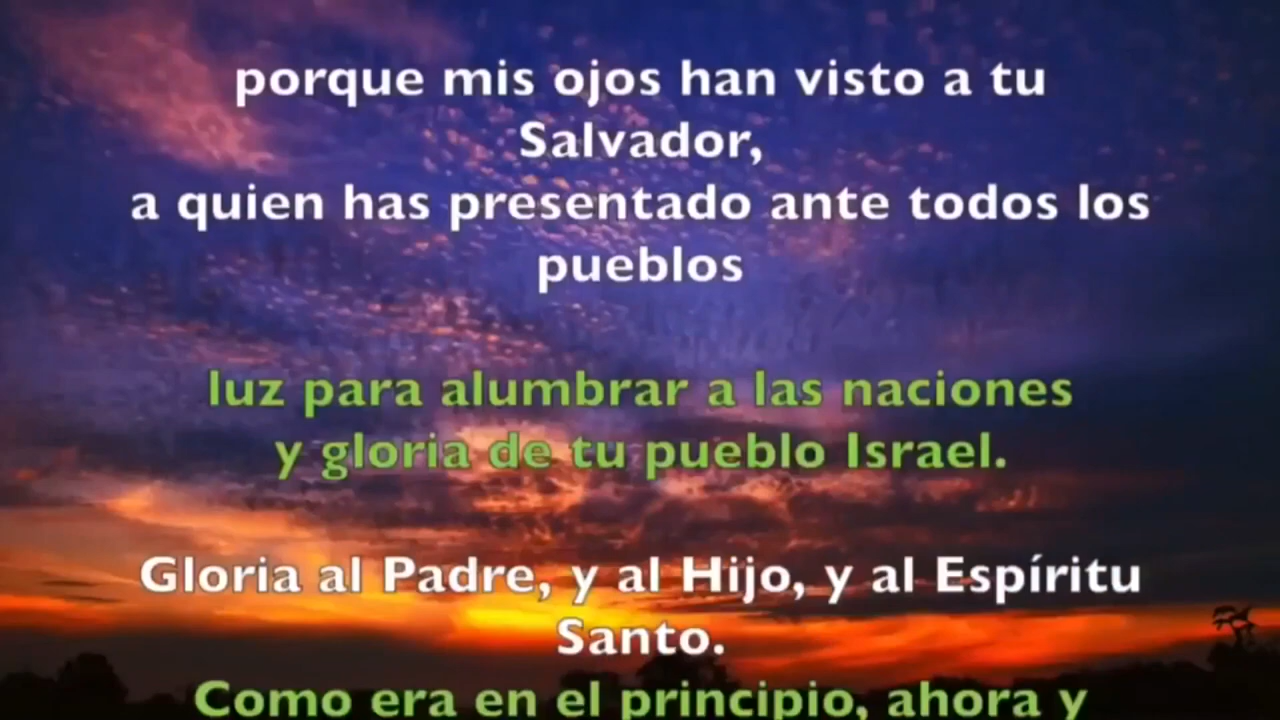 porque mis ojos han visto a tu
Salvador,
a quien has presentado ante todos los
pueblos
luz para alumbrar a las naciones
y gloria de tu pueblo Israel.
Gloria al Padre, y al Hijo, y al Espíritu
Santo.
Como era en el principio, ahora y